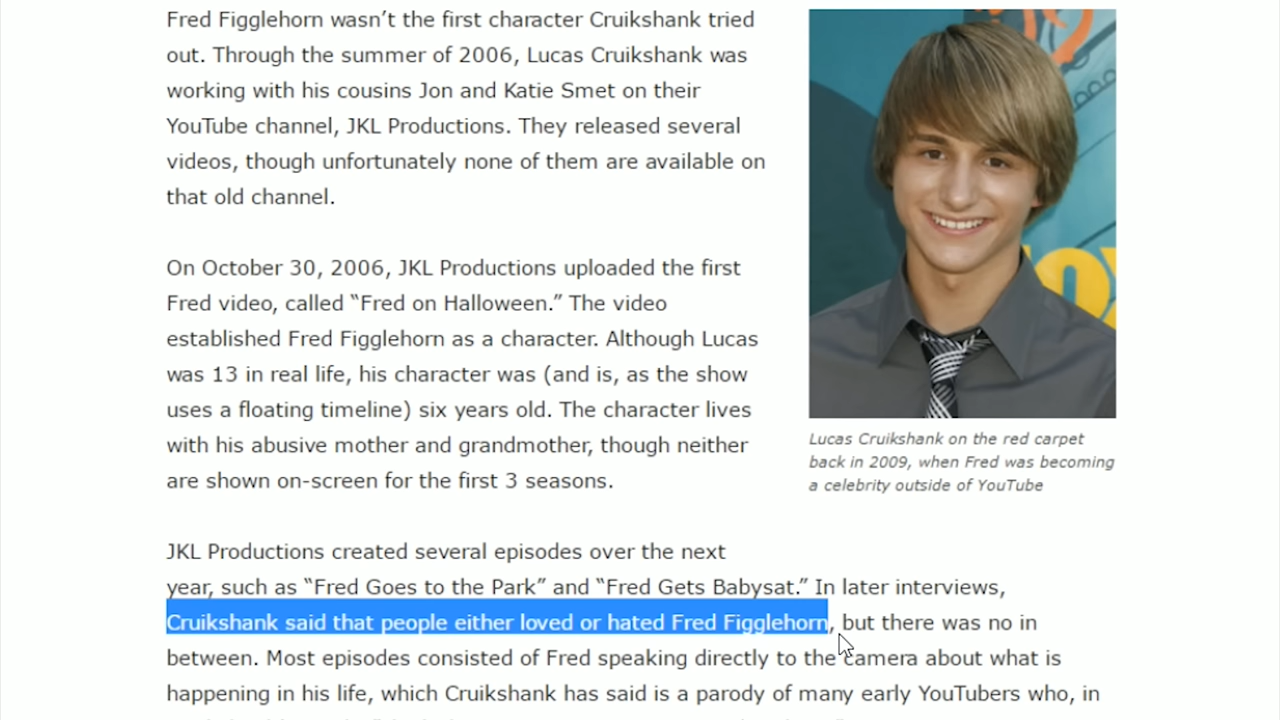 Fred Figglehorn wasn’t the first character Cruikshank tried
out. Through the summer of 2006, Lucas Cruikshank was
working with his cousins Jon and Katie Smet on their
YouTube channel, JKL Productions. They released several
videos, though unfortunately none of them are available on
that old channel.
On October 30, 2006, JKL Productions uploaded the first
Fred video, called “Fred on Halloween.” The video
established Fred Figglehorn as a character. Although Lucas
was 13 in real life, his character was (and is, as the show
uses a floating timeline) six years old. The character lives
with his abusive mother and grandmother, though neither
are shown on-screen for the first 3 seasons.
Lucas Cruikshank on the red carpet
back in 2009, when Fred was becoming
a celebrity outside of YouTube
JKL Productions created several episodes over the next
year, such as “Fred Goes to the Park” and “Fred Gets Babysat.” In later interviews,
Cruikshank said that people either loved or hated Fred Figglehorn, but there was no in
between. Most episodes consisted of Fred speaking directly to the camera about what is
happening in his life, which Cruikshank has said is a parody of many early YouTubers who, in